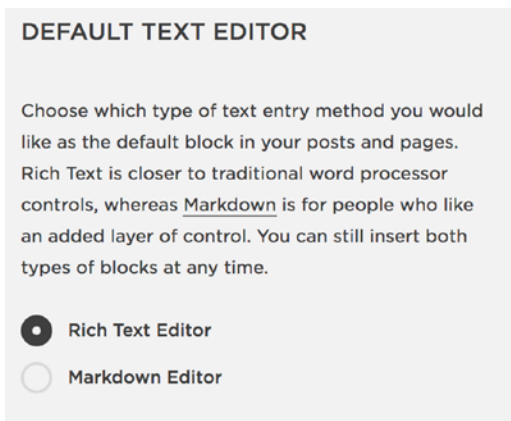 DEFAULT TEXT EDITOR
Choose which type of text entry method you would
like as the default block in your posts and pages.
Rich Text is closer to traditional word processor
controls, whereas Markdown is for people who like
an added layer of control. You can still insert both
types of blocks at any time.
Rich Text Editor
Markdown Editor